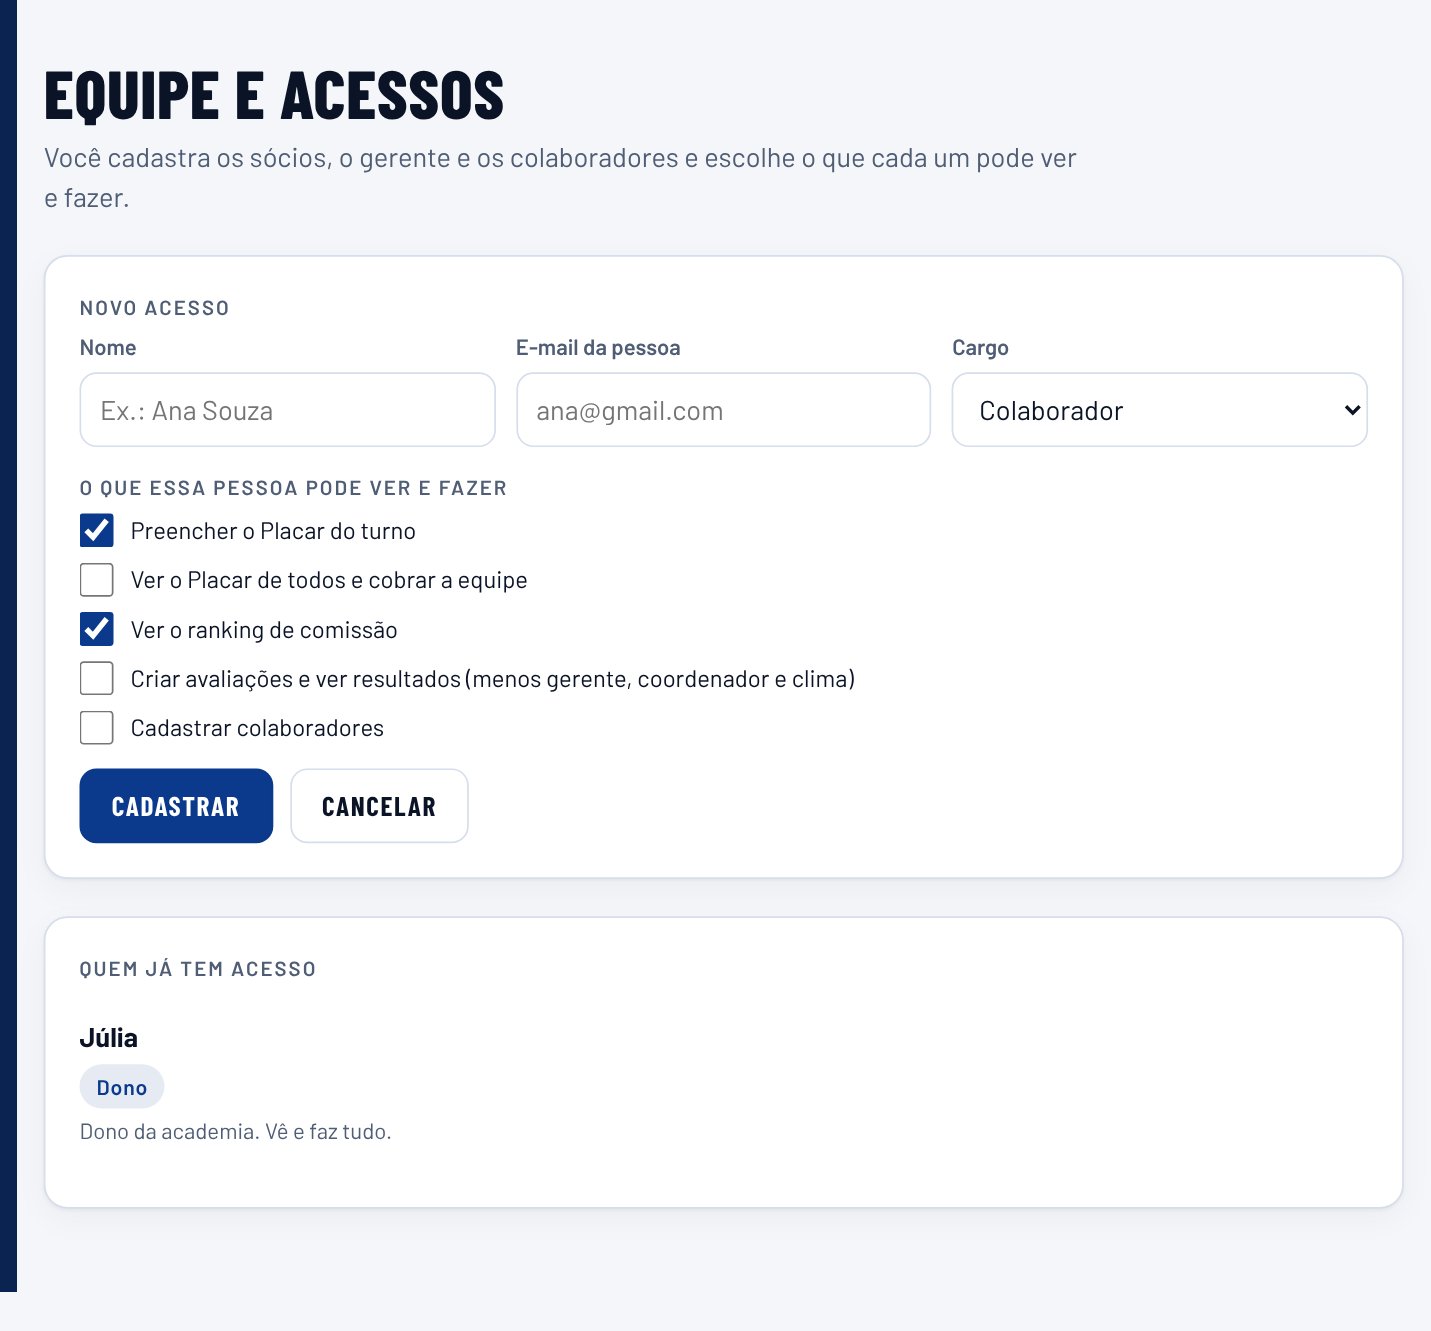 EQUIPE E ACESSOS
Você cadastra os sócios, o gerente e os colaboradores e escolhe o que cada um pode ver
e fazer.
NOVO ACESSO
Nome
E-mail da pessoa
Cargo
Ex.: Ana Souza
ana@gmail.com
Colaborador
O QUE ESSA PESSOA PODE VER E FAZER
Preencher o Placar do turno
Ver o Placar de todos e cobrar a equipe
Ver o ranking de comissão
Criar avaliações e ver resultados (menos gerente, coordenador e clima)
Cadastrar colaboradores
CADASTRAR
CANCELAR
QUEM JÁ TEM ACESSO
Júlia
Dono
Dono da academia. Vê e faz tudo.